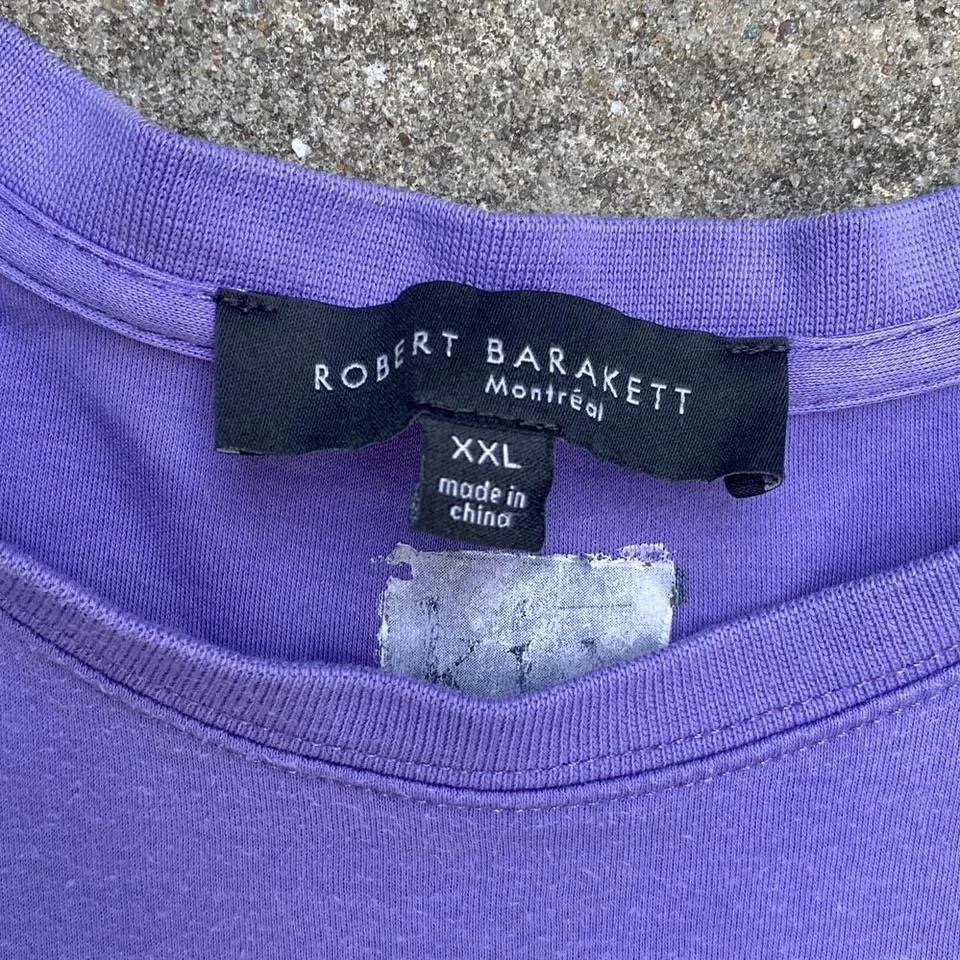 ROBERT BARAKETT
Montréal
XXL
made in
china